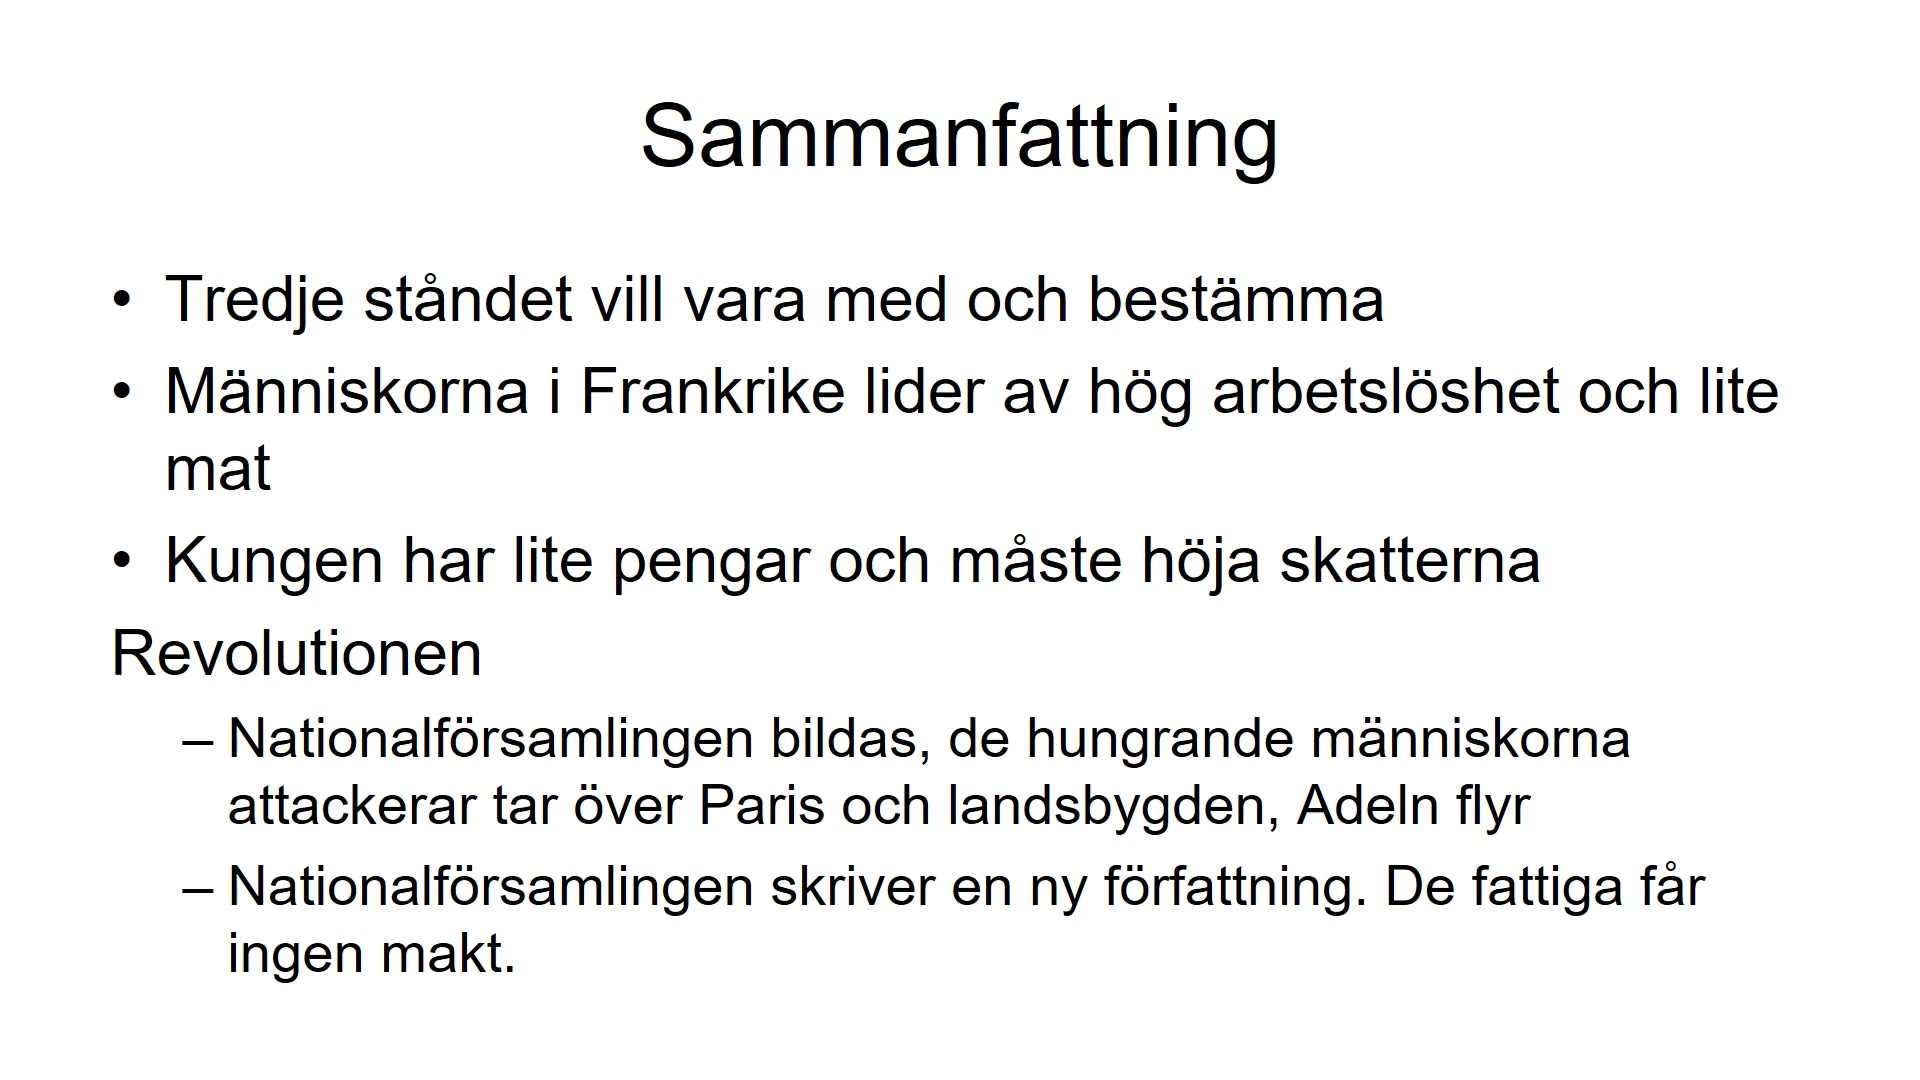 Sammanfattning
• Tredje ståndet vill vara med och bestämma
• Människorna i Frankrike lider av hög arbetslöshet och lite
mat
• Kungen har lite pengar och måste höja skatterna
Revolutionen
– Nationalförsamlingen bildas, de hungrande människorna
attackerar tar över Paris och landsbygden, Adeln flyr
– Nationalförsamlingen skriver en ny författning. De fattiga får
ingen makt.